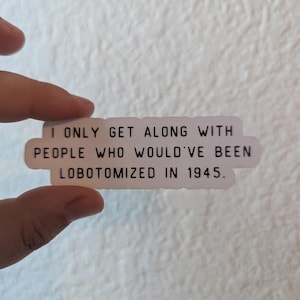 I ONLY GET ALONG WITH
PEOPLE WHO WOULD'VE BEEN
LOBOTOMIZED IN 1945.